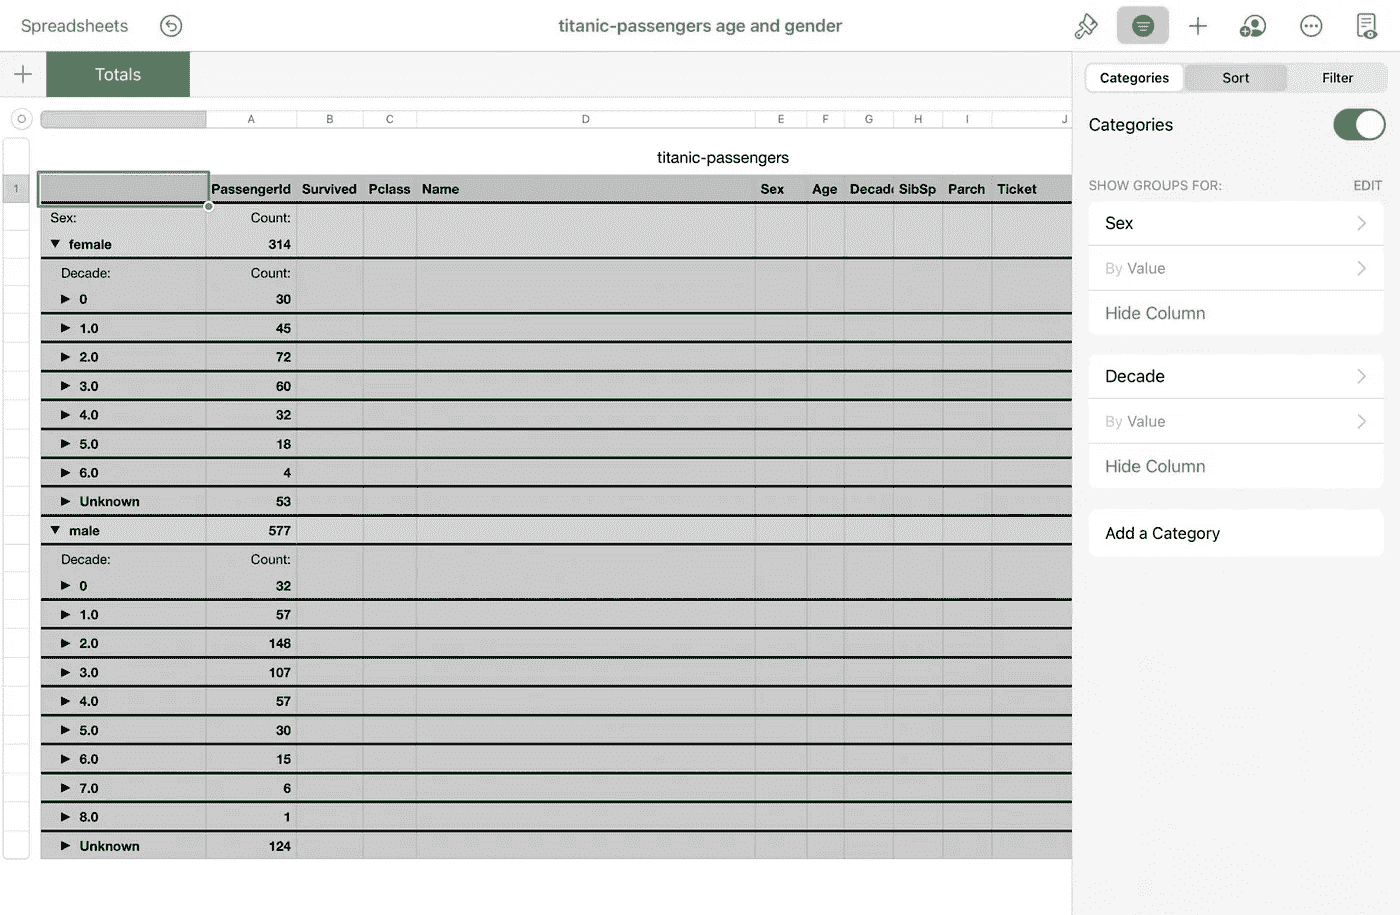 Spreadsheets
titanic-passengers age and gender
Totals
Categories Sort Filter
Categories
SHOW GROUPS FOR: EDIT
Sex
By Value
Hide Column
Decade
By Value
Hide Column
Add a Category
A B C D E F G H I J
titanic-passengers
1 PassengerId Survived Pclass Name Sex Age Decade SibSp Parch Ticket
Sex: Count:
female 314
Decade: Count:
0 30
1.0 45
2.0 72
3.0 60
4.0 32
5.0 18
6.0 4
Unknown 53
male 577
Decade: Count:
0 32
1.0 57
2.0 148
3.0 107
4.0 57
5.0 30
6.0 15
7.0 6
8.0 1
Unknown 124